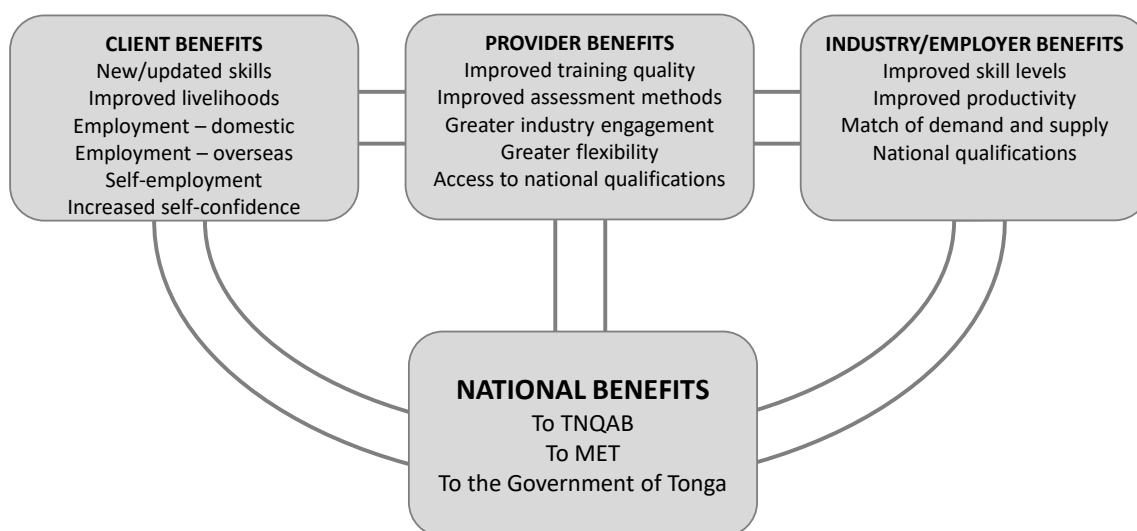 CLIENT BENEFITS
New/updated skills
Improved livelihoods
Employment – domestic
Employment – overseas
Self-employment
Increased self-confidence
PROVIDER BENEFITS
Improved training quality
Improved assessment methods
Greater industry engagement
Greater flexibility
Access to national qualifications
INDUSTRY/EMPLOYER BENEFITS
Improved skill levels
Improved productivity
Match of demand and supply
National qualifications
NATIONAL BENEFITS
To TNQAB
To MET
To the Government of Tonga